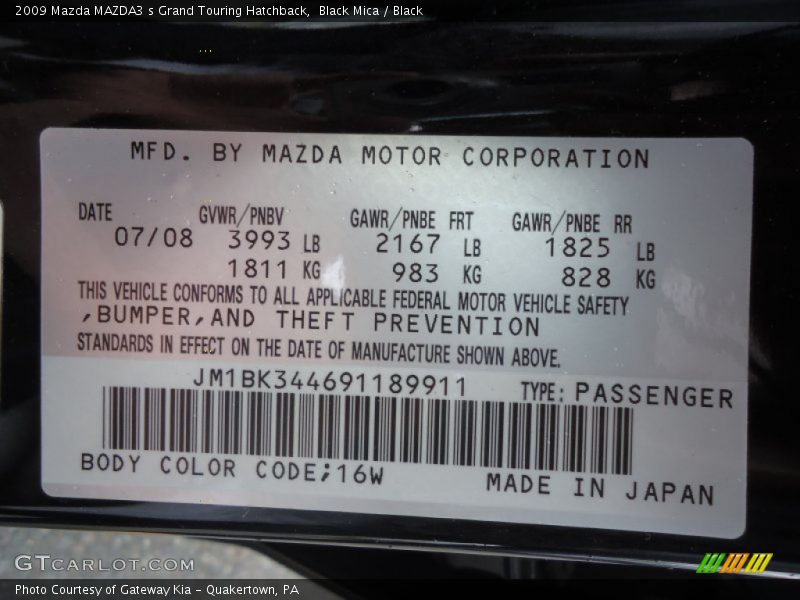 2009 Mazda MAZDA3 s Grand Touring Hatchback, Black Mica / Black
MFD. BY MAZDA MOTOR CORPORATION
DATE GVWR/PNBV GAWR/PNBE FRT GAWR/PNBE RR
07/08 3993 LB 2167 LB 1825 LB
1811 KG 983 KG 828 KG
THIS VEHICLE CONFORMS TO ALL APPLICABLE FEDERAL MOTOR VEHICLE SAFETY
,BUMPER,AND THEFT PREVENTION
STANDARDS IN EFFECT ON THE DATE OF MANUFACTURE SHOWN ABOVE.
JM1BK344691189911 TYPE: PASSENGER
BODY COLOR CODE;16W MADE IN JAPAN
GTCARLOT.COM
Photo Courtesy of Gateway Kia - Quakertown, PA